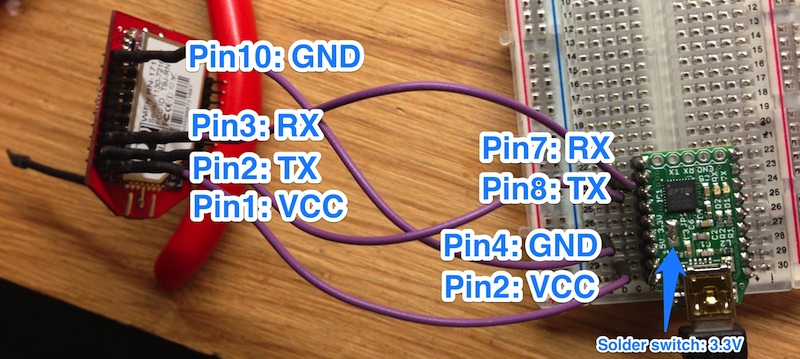 Pin10: GND
Pin3: RX
Pin2: TX
Pin1: VCC
Pin7: RX
Pin8: TX
Pin4: GND
Pin2: VCC
Solder switch: 3.3V